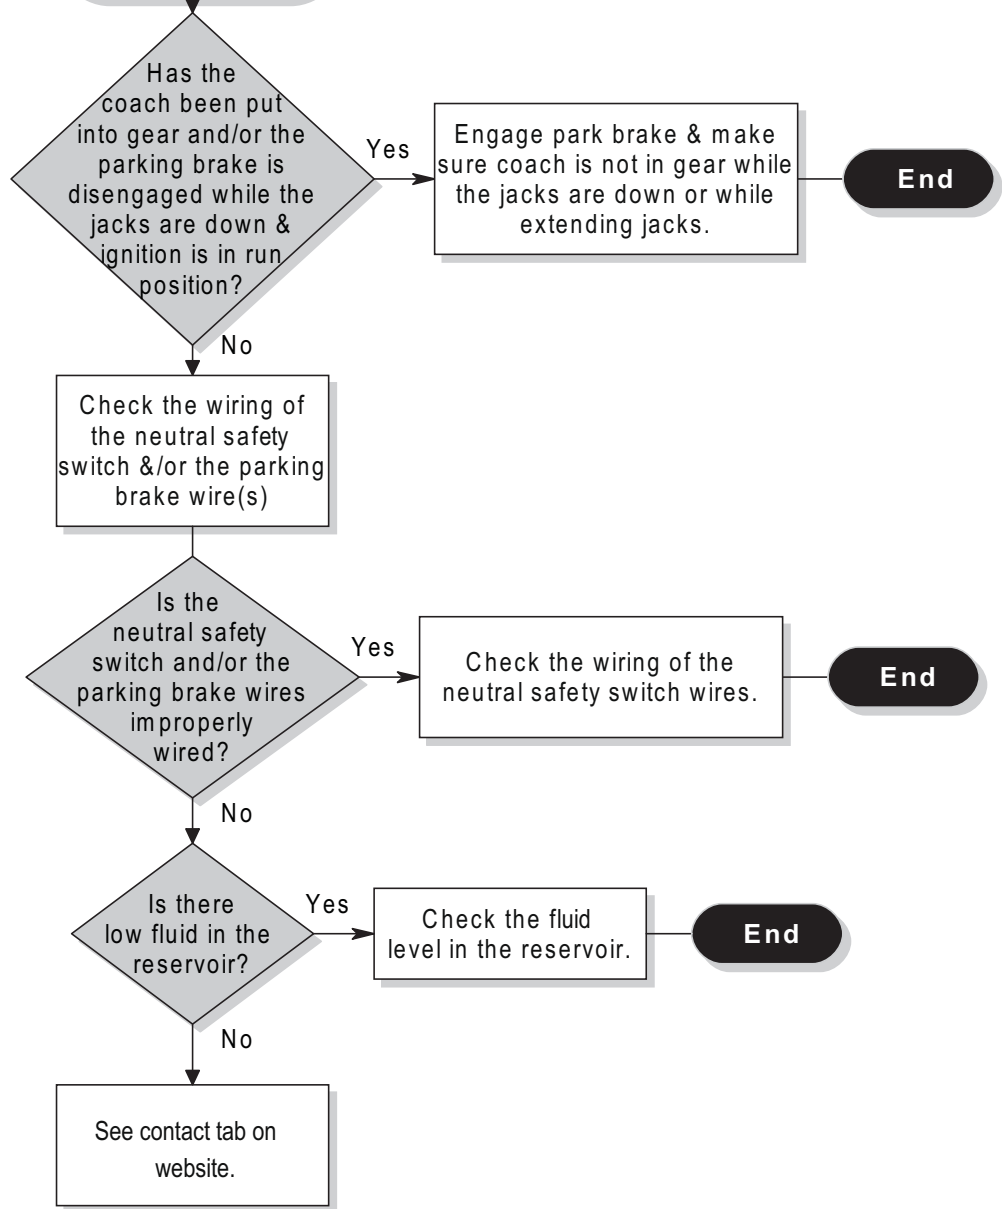 Has the
coach been put
into gear and/or the
parking brake is
disengaged while the
jacks are down &
ignition is in run
position?
Yes
Engage park brake & make
sure coach is not in gear while
the jacks are down or while
extending jacks.
End
No
Check the wiring of
the neutral safety
switch &/or the parking
brake wire(s)
Is the
neutral safety
switch and/or the
parking brake wires
improperly
wired?
Yes
Check the wiring of the
neutral safety switch wires.
End
No
Is there
low fluid in the
reservoir?
Yes
Check the fluid
level in the reservoir.
End
No
See contact tab on
website.